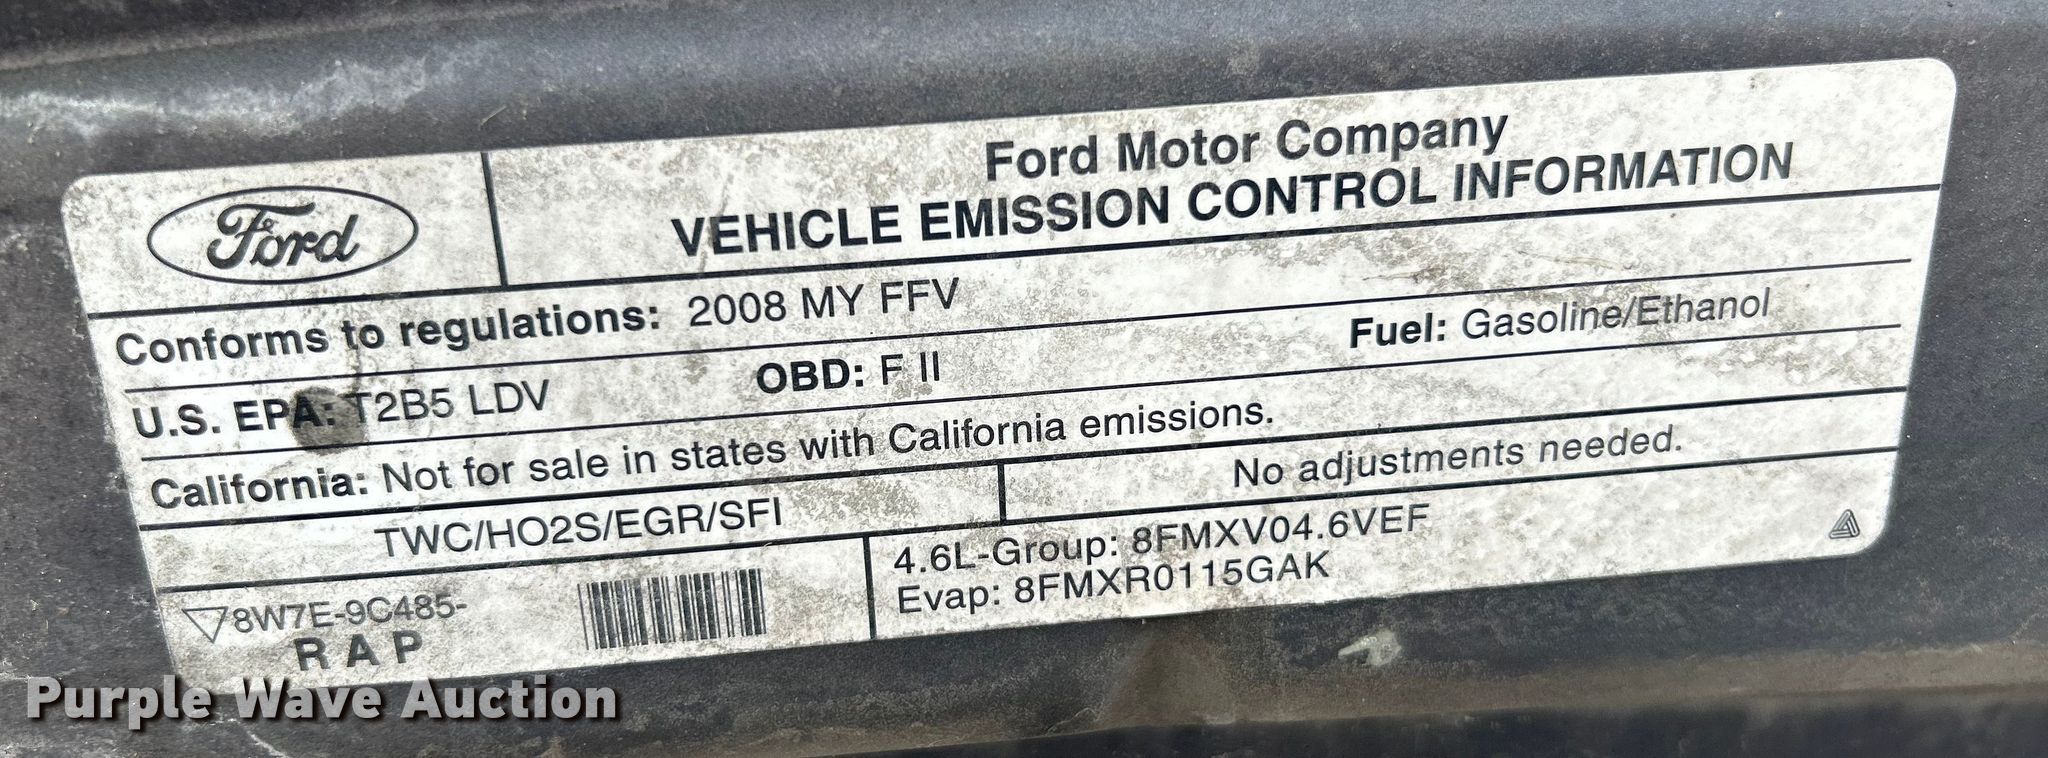 Ford
Ford Motor Company
VEHICLE EMISSION CONTROL INFORMATION
Conforms to regulations: 2008 MY FFV
Fuel: Gasoline/Ethanol
U.S. EPA: T2B5 LDV OBD: F II
California: Not for sale in states with California emissions.
TWC/HO2S/EGR/SFI
No adjustments needed.
8W7E-9C485-
RAP
4.6L-Group: 8FMXV04.6VEF
Evap: 8FMXR0115GAK
Purple Wave Auction